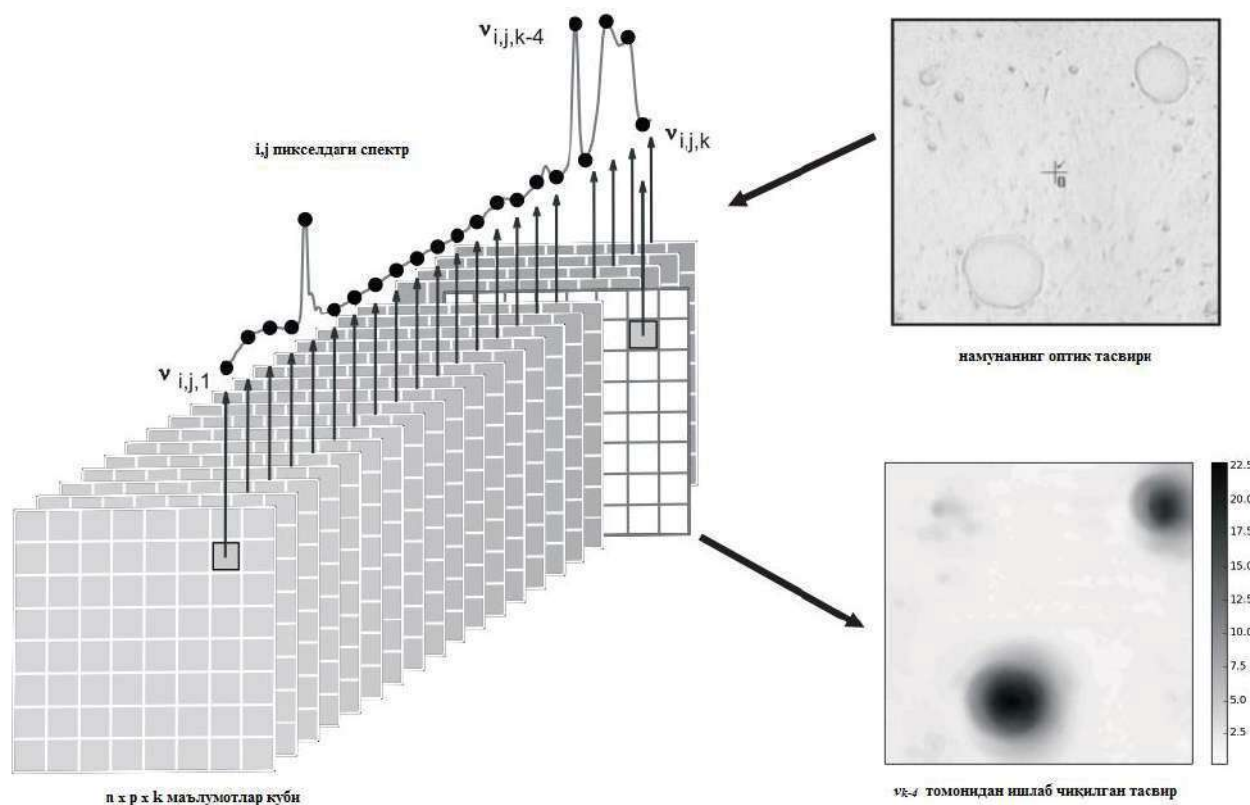 ν i,j,k-4
i,j пикселдаги спектр
ν i,j,k
ν i,j,1
n x p x k маълумотлар куби
намунанинг оптик тасвири
22.5
20.0
17.5
15.0
12.5
10.0
7.5
5.0
2.5
νk-4 томонидан ишлаб чиқилган тасвир